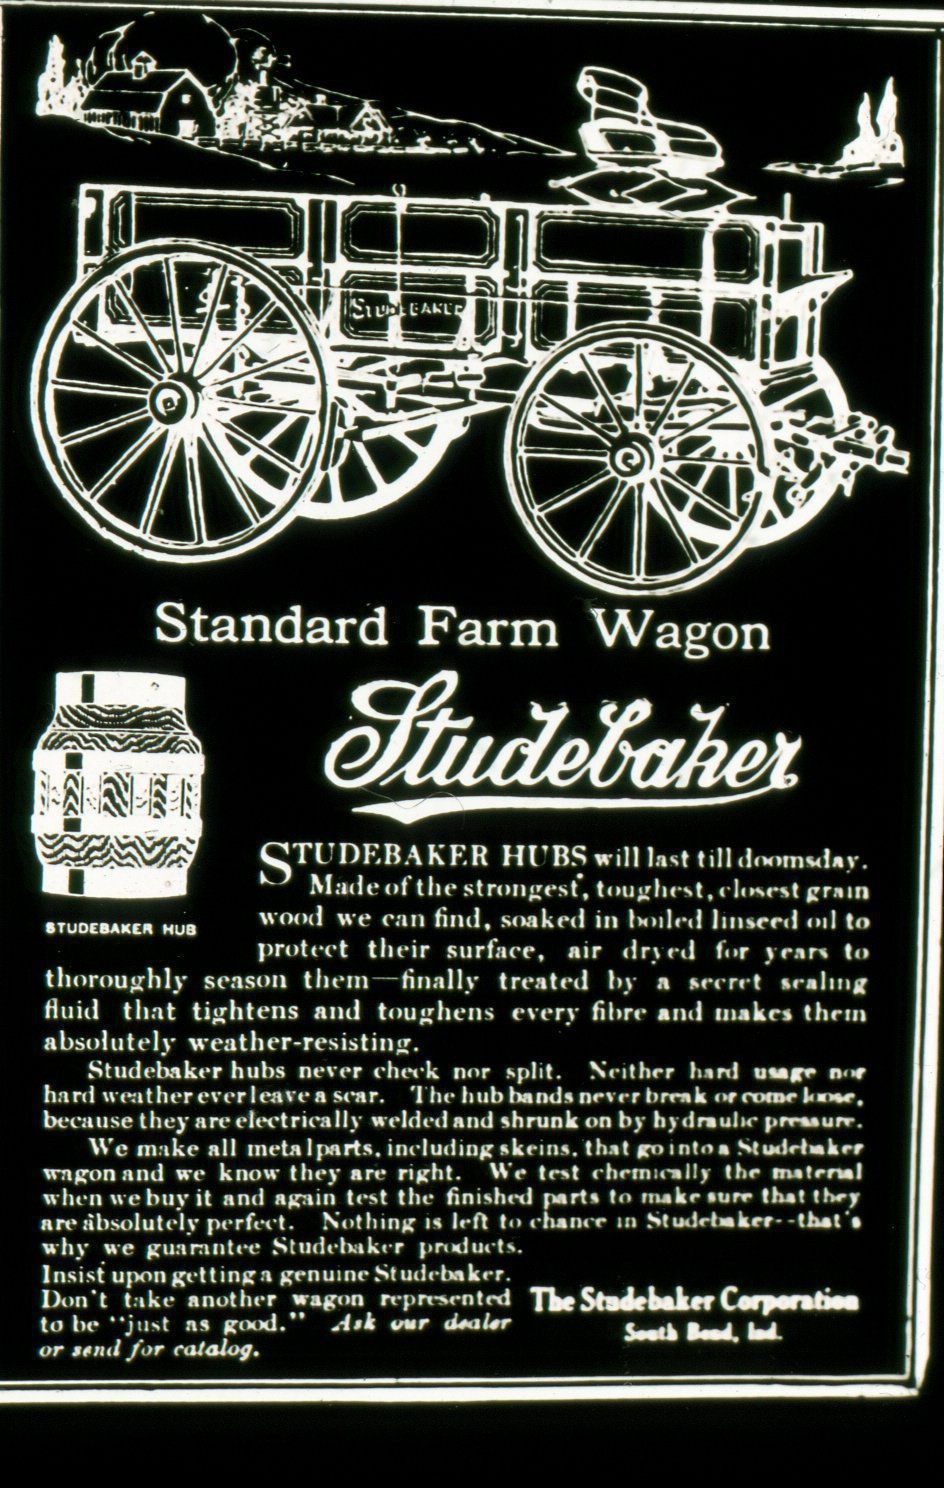 STUDEBAKER
Standard Farm Wagon
Studebaker
STUDEBAKER HUB
STUDEBAKER HUBS will last till doomsday.
Made of the strongest, toughest, closest grain
wood we can find, soaked in boiled linseed oil to
protect their surface, air dryed for years to
thoroughly season them—finally treated by a secret sealing
fluid that tightens and toughens every fibre and makes them
absolutely weather-resisting.
Studebaker hubs never check nor split. Neither hard usage nor
hard weather ever leave a scar. The hub bands never break or come loose,
because they are electrically welded and shrunk on by hydraulic pressure.
We make all metal parts, including skeins, that go into a Studebaker
wagon and we know they are right. We test chemically the material
when we buy it and again test the finished parts to make sure that they
are absolutely perfect. Nothing is left to chance in Studebaker--that's
why we guarantee Studebaker products.
Insist upon getting a genuine Studebaker.
Don't take another wagon represented
to be "just as good." Ask our dealer
or send for catalog.
The Studebaker Corporation
South Bend, Ind.